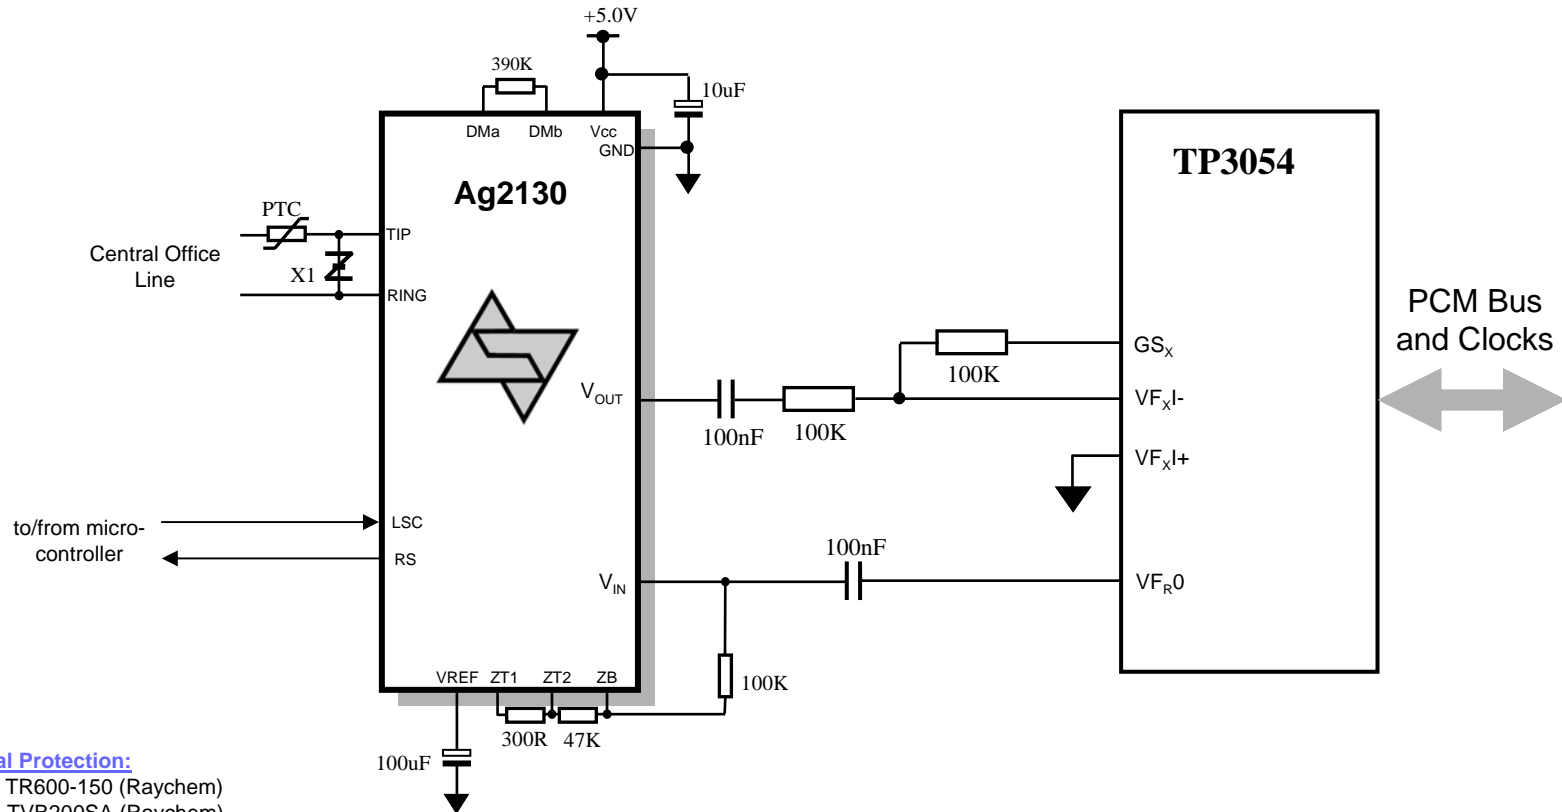 +5.0V
390K
10uF
DMa
DMb
Vcc
GND
TP3054
Ag2130
PTC
TIP
Central Office
Line
X1
RING
PCM Bus
and Clocks
GSX
100K
VFXI-
VOUT
100nF
100K
VFXI+
to/from micro-
controller
LSC
RS
100nF
VIN
VFR0
VREF
ZT1
ZT2
ZB
100K
300R
47K
100uF
al Protection:
TR600-150 (Raychem)
TVB200SA (Raychem)